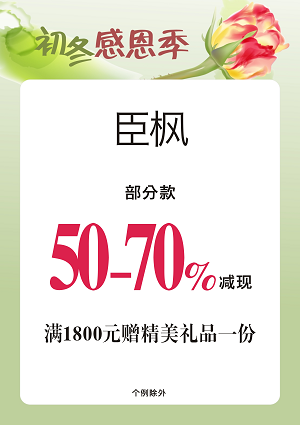 初冬感恩季
臣枫
部分款
50-70%减现
满1800元赠精美礼品一份
个例除外